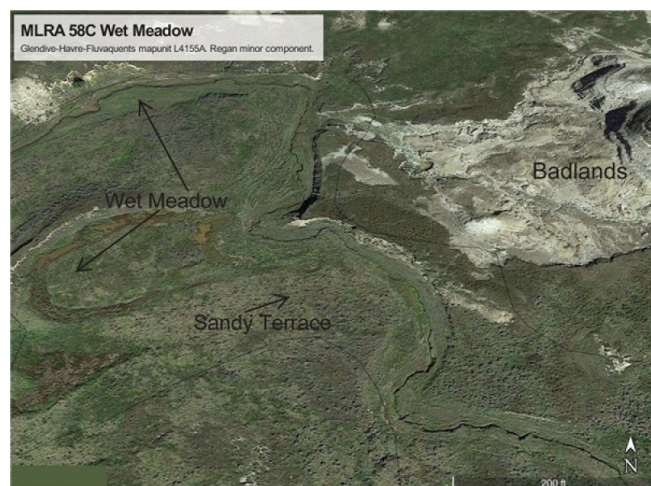 MLRA 58C Wet Meadow
Glendive-Havre-Fluvaquents mapunit L4155A. Regan minor component.
Badlands
Wet Meadow
Sandy Terrace
N
200 ft